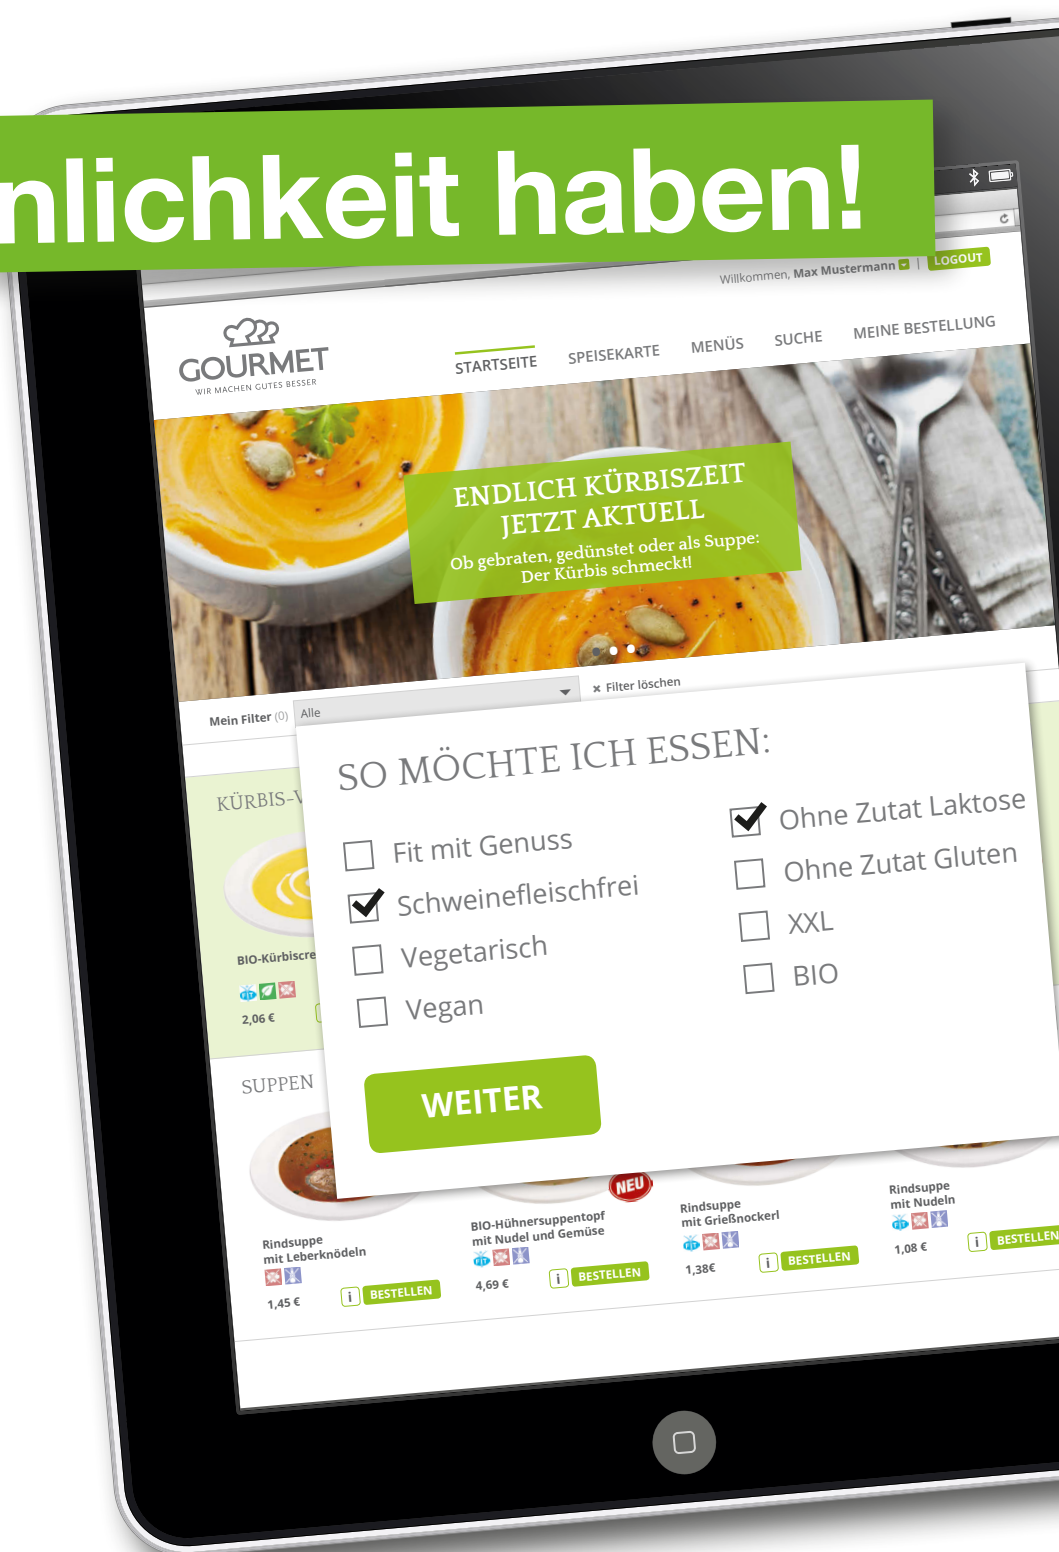 nlichkeit haben!
Willkommen, Max Mustermann | LOGOUT
GOURMET
WIR MACHEN GUTES BESSER
STARTSEITE SPEISEKARTE MENÜS SUCHE MEINE BESTELLUNG
ENDLICH KÜRBISZEIT
JETZT AKTUELL
Ob gebraten, gedünstet oder als Suppe:
Der Kürbis schmeckt!
Mein Filter (0) Alle × Filter löschen
SO MÖCHTE ICH ESSEN:
Fit mit Genuss
Schweinefleischfrei
Vegetarisch
Vegan
Ohne Zutat Laktose
Ohne Zutat Gluten
XXL
BIO
WEITER
KÜRBIS-V
BIO-Kürbiscre
FIT
2,06 €
SUPPEN
Rindsuppe
mit Leberknödeln
1,45 € i BESTELLEN
NEU
BIO-Hühnersuppentopf
mit Nudel und Gemüse
FIT
4,69 € i BESTELLEN
Rindsuppe
mit Grießnockerl
FIT
1,38€ i BESTELLEN
Rindsuppe
mit Nudeln
FIT
1,08 € i BESTELLEN